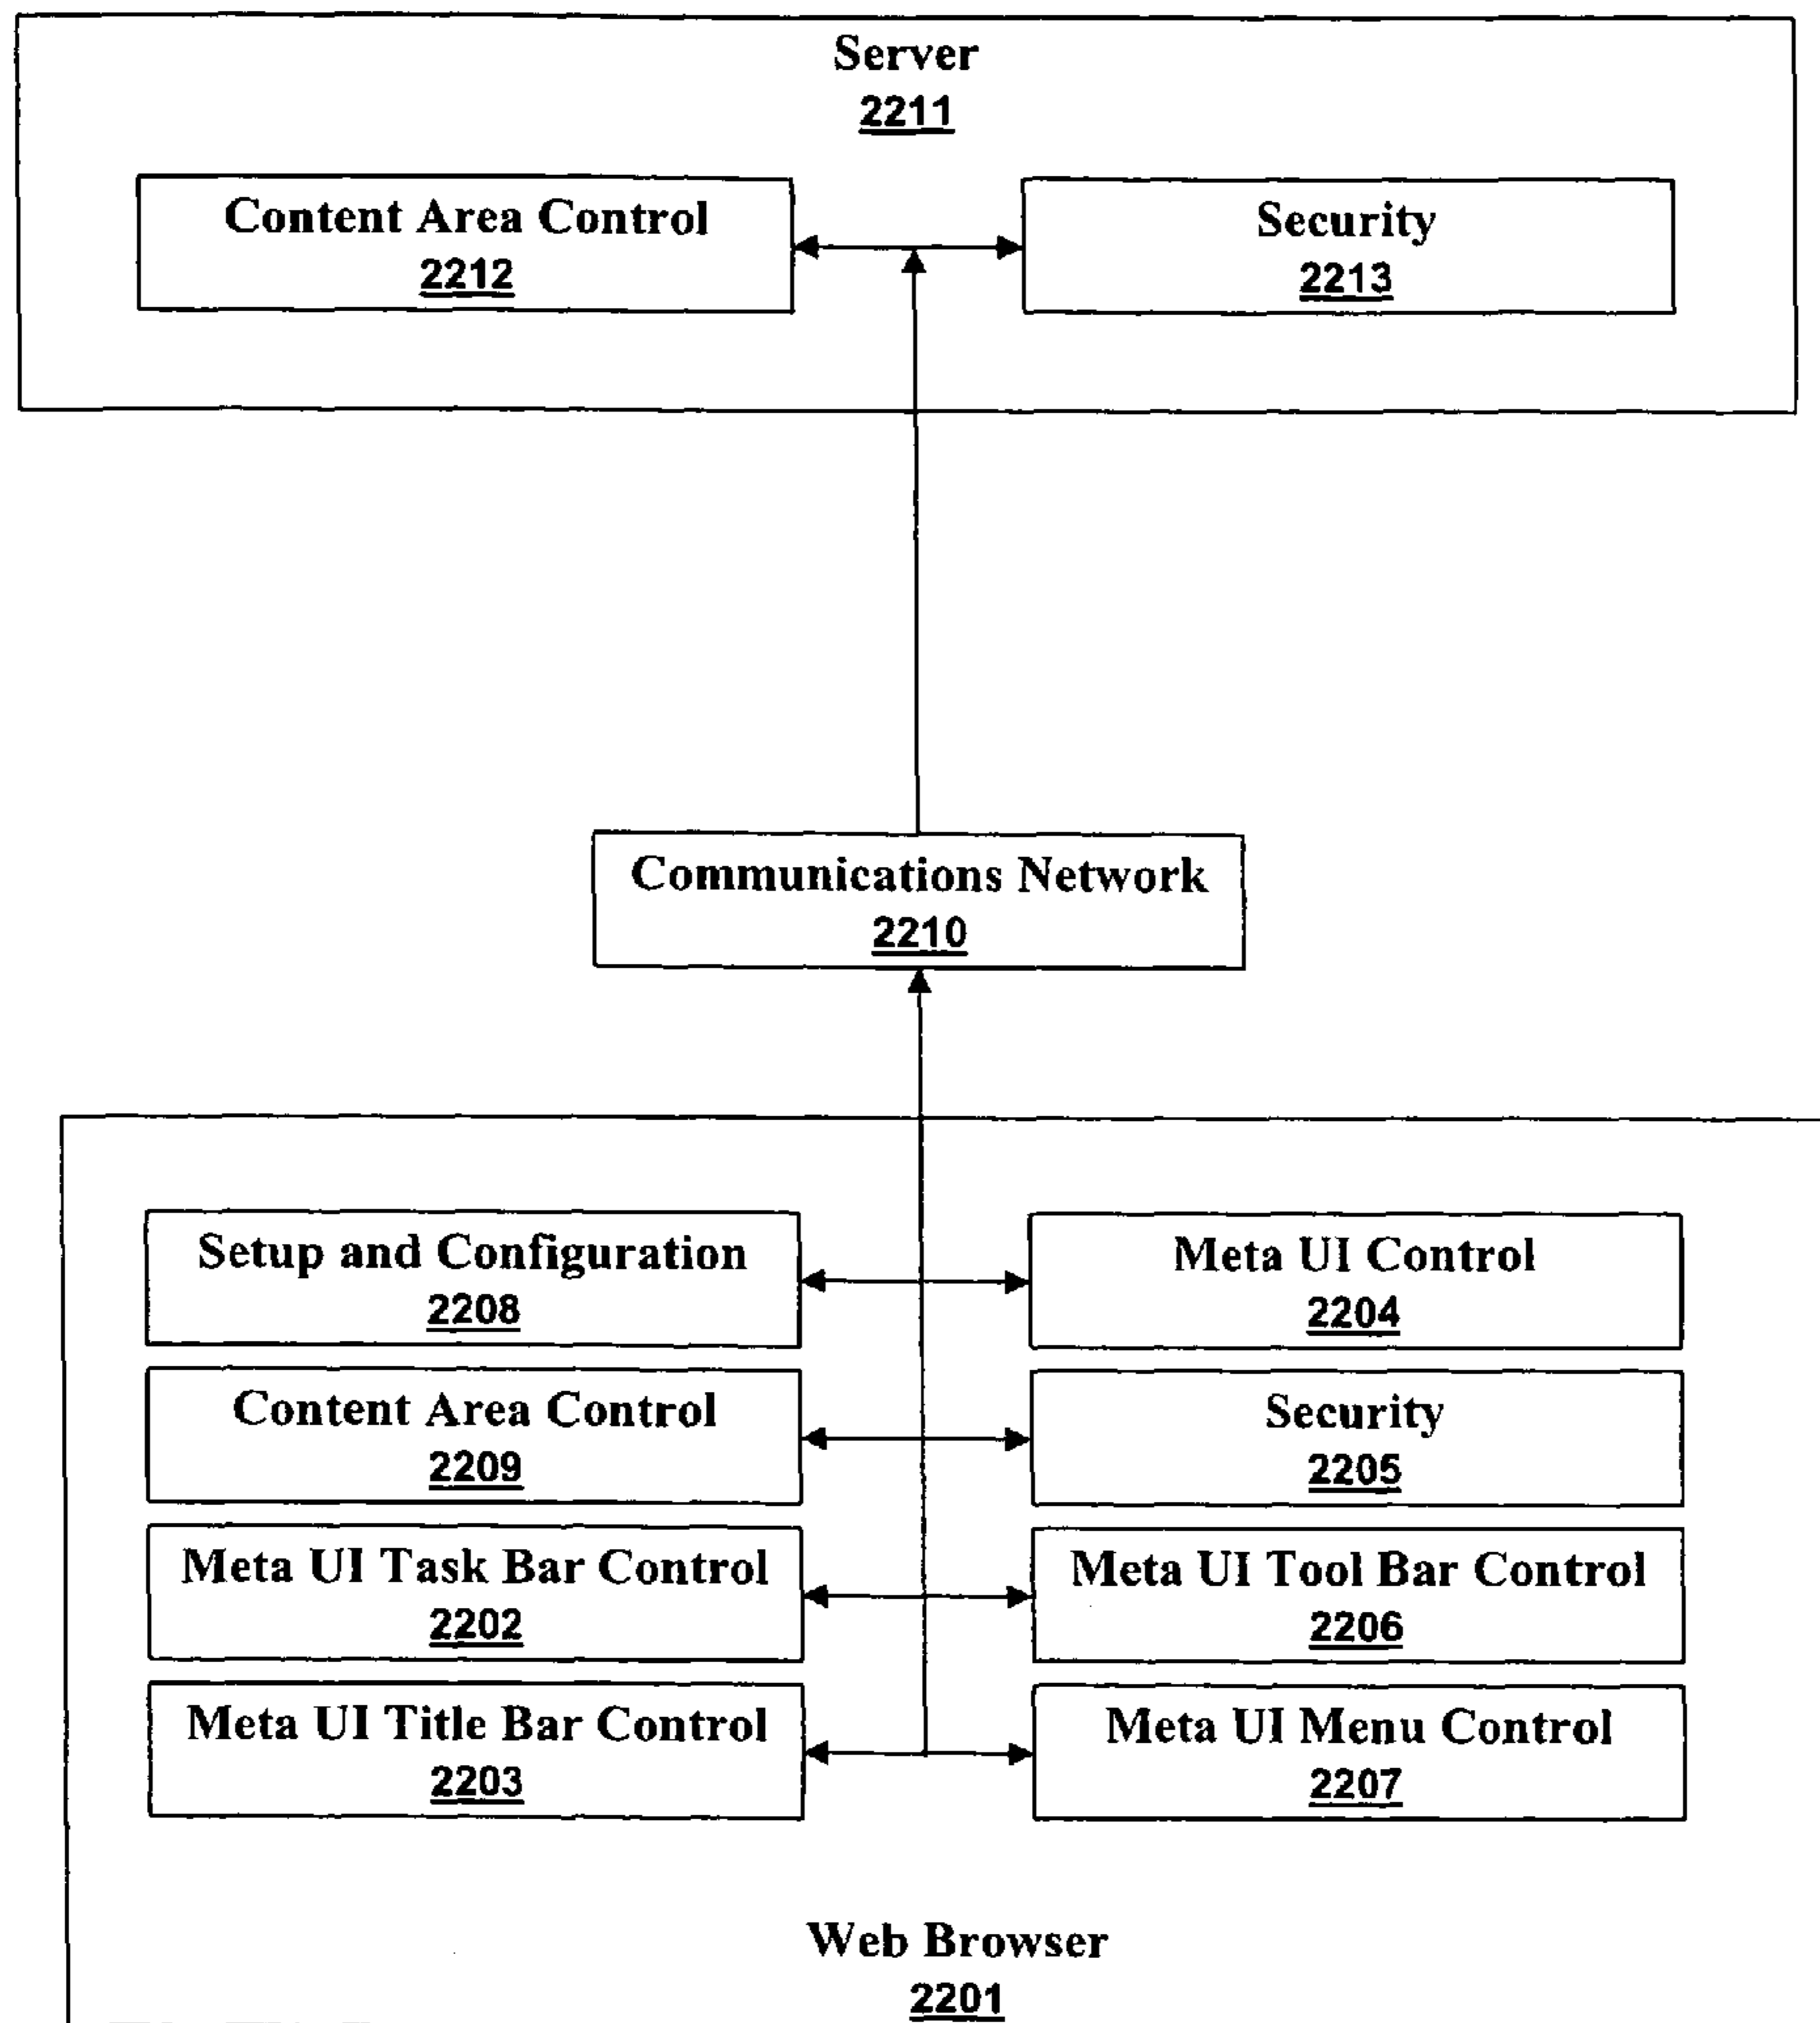 Server
2211
Content Area Control
2212
Security
2213
Communications Network
2210
Setup and Configuration
2208
Meta UI Control
2204
Content Area Control
2209
Security
2205
Meta UI Task Bar Control
2202
Meta UI Tool Bar Control
2206
Meta UI Title Bar Control
2203
Meta UI Menu Control
2207
Web Browser
2201